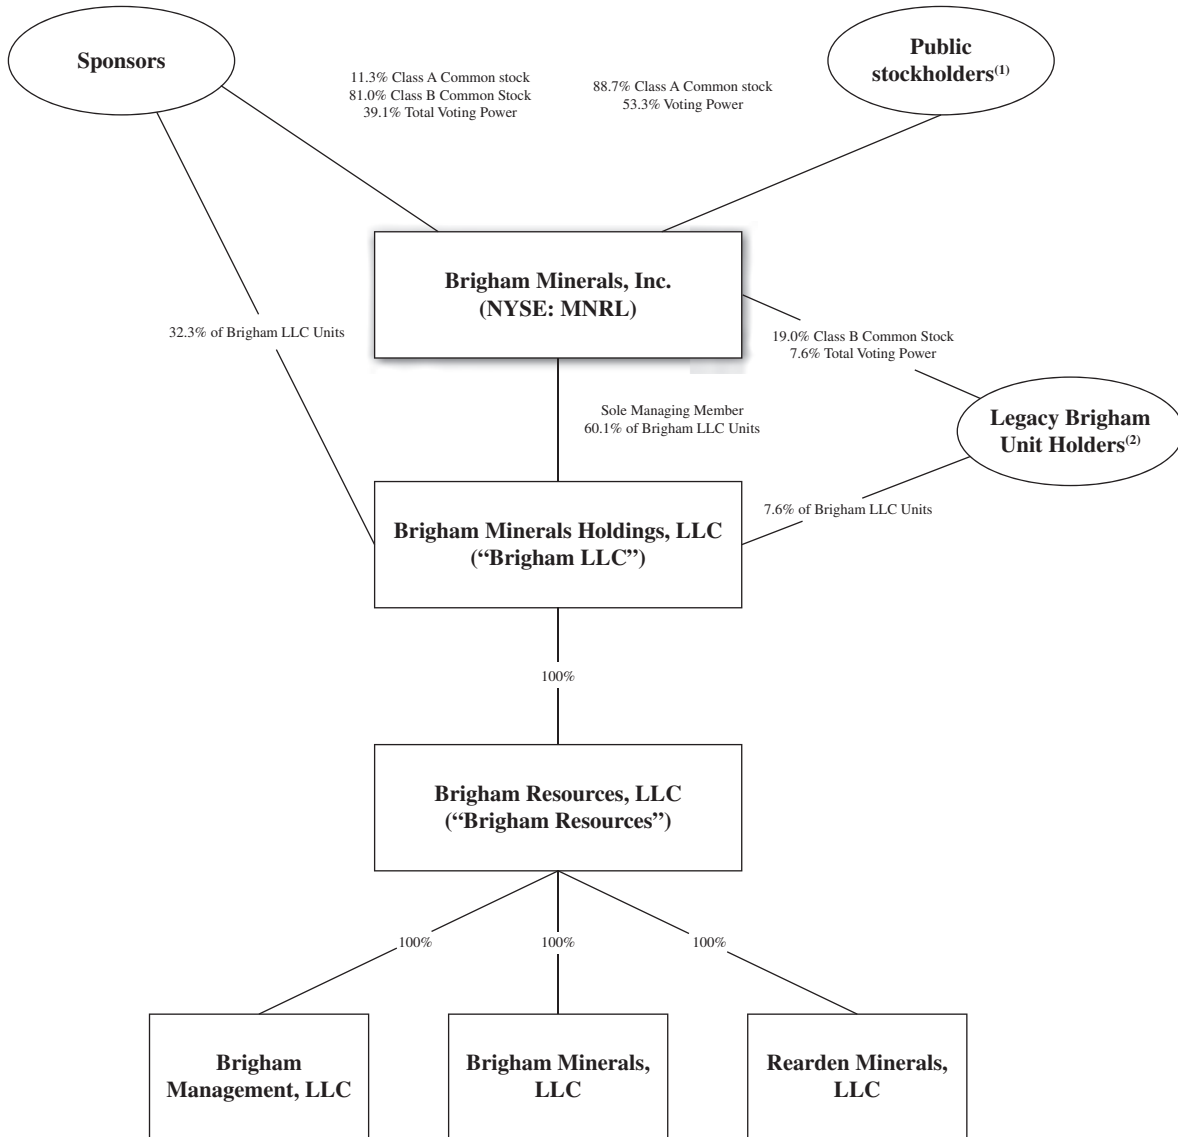 Sponsors
Public
stockholders(1)
11.3% Class A Common stock
81.0% Class B Common Stock
39.1% Total Voting Power
88.7% Class A Common stock
53.3% Voting Power
Brigham Minerals, Inc.
(NYSE: MNRL)
32.3% of Brigham LLC Units
19.0% Class B Common Stock
7.6% Total Voting Power
Sole Managing Member
60.1% of Brigham LLC Units
Legacy Brigham
Unit Holders(2)
7.6% of Brigham LLC Units
Brigham Minerals Holdings, LLC
(“Brigham LLC”)
100%
Brigham Resources, LLC
(“Brigham Resources”)
100%
100%
100%
Brigham
Management, LLC
Brigham Minerals,
LLC
Rearden Minerals,
LLC